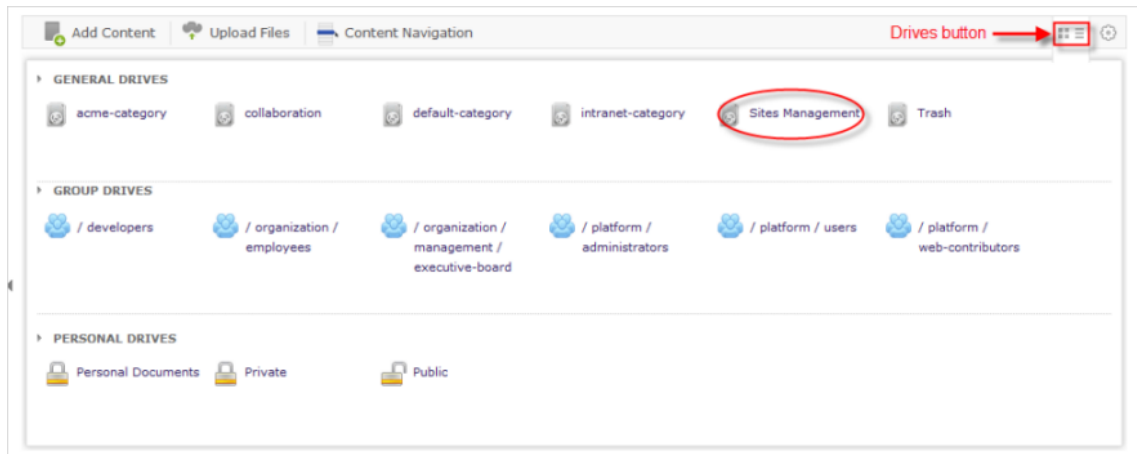 Add Content Upload Files Content Navigation Drives button
GENERAL DRIVES
acme-category collaboration default-category intranet-category Sites Management Trash
GROUP DRIVES
/ developers / organization / / organization / / platform / / platform / users / platform /
employees management / administrators web-contributors
executive-board
PERSONAL DRIVES
Personal Documents Private Public